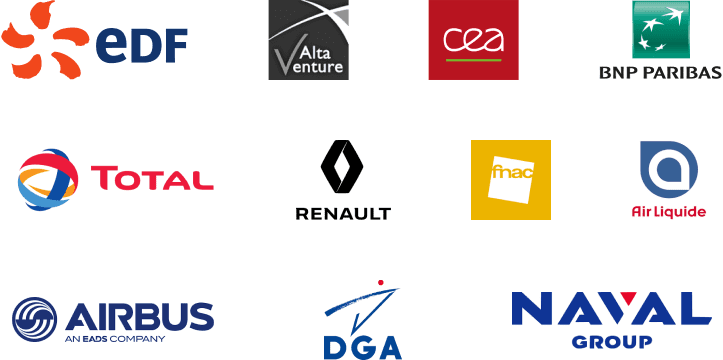 eDF
Alta
Venture
cea
BNP PARIBAS
TOTAL
RENAULT
fnac
Air Liquide
AIRBUS
AN EADS COMPANY
DGA
NAVAL
GROUP